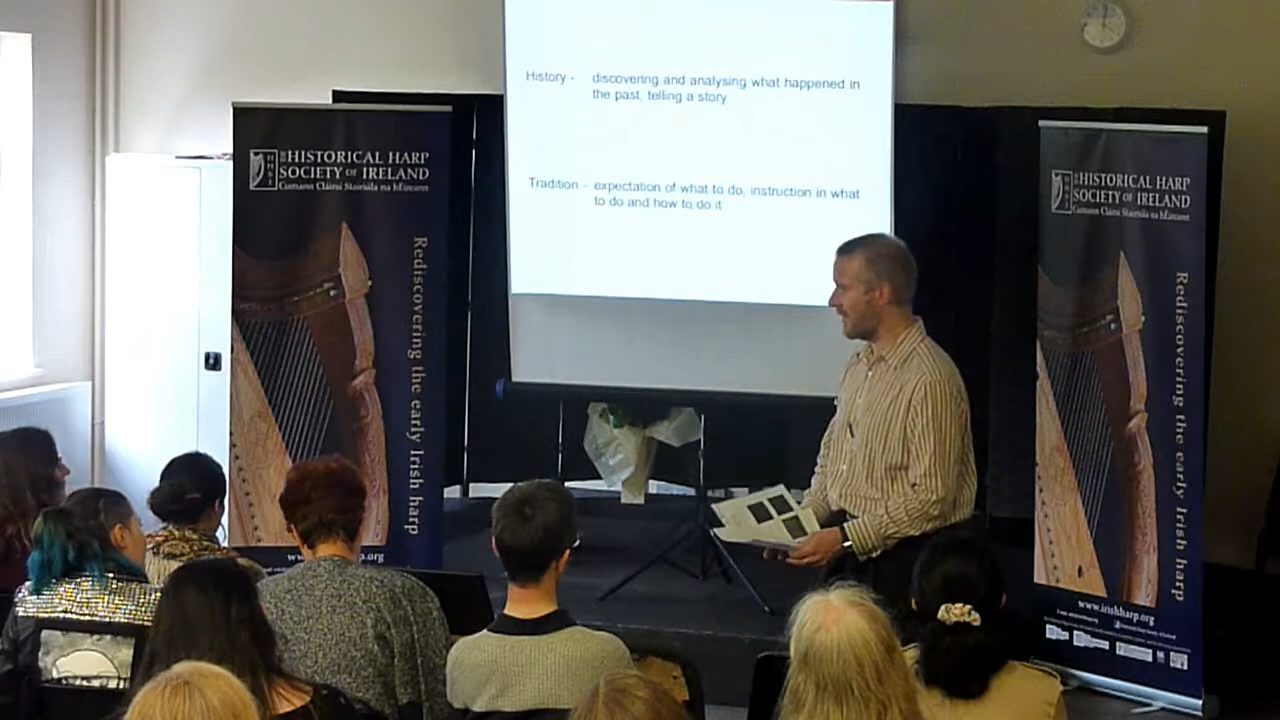 History - discovering and analysing what happened in
the past, telling a story
Tradition - expectation of what to do, instruction in what
to do and how to do it
THE HISTORICAL HARP
SOCIETY OF IRELAND
Cumann Cláirsí Stairiúla na hÉireann
Rediscovering the early Irish harp
THE HISTORICAL HARP
SOCIETY OF IRELAND
Cumann Cláirsí Stairiúla na hÉireann
Rediscovering the early Irish harp
www.irishharp.org